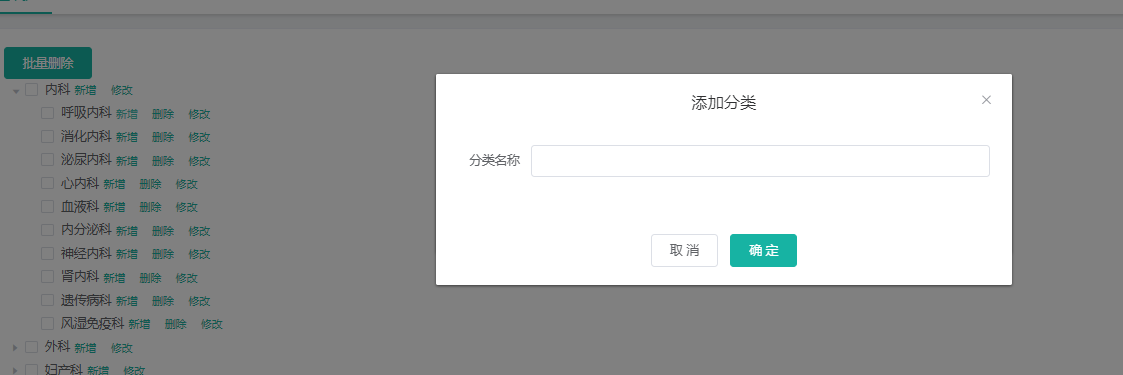 批量删除
内科 新增 修改
呼吸内科 新增 删除 修改
消化内科 新增 删除 修改
泌尿内科 新增 删除 修改
心内科 新增 删除 修改
血液科 新增 删除 修改
内分泌科 新增 删除 修改
神经内科 新增 删除 修改
肾内科 新增 删除 修改
遗传病科 新增 删除 修改
风湿免疫科 新增 删除 修改
外科 新增 修改
妇产科 新增 修改
添加分类
分类名称
取消 确定